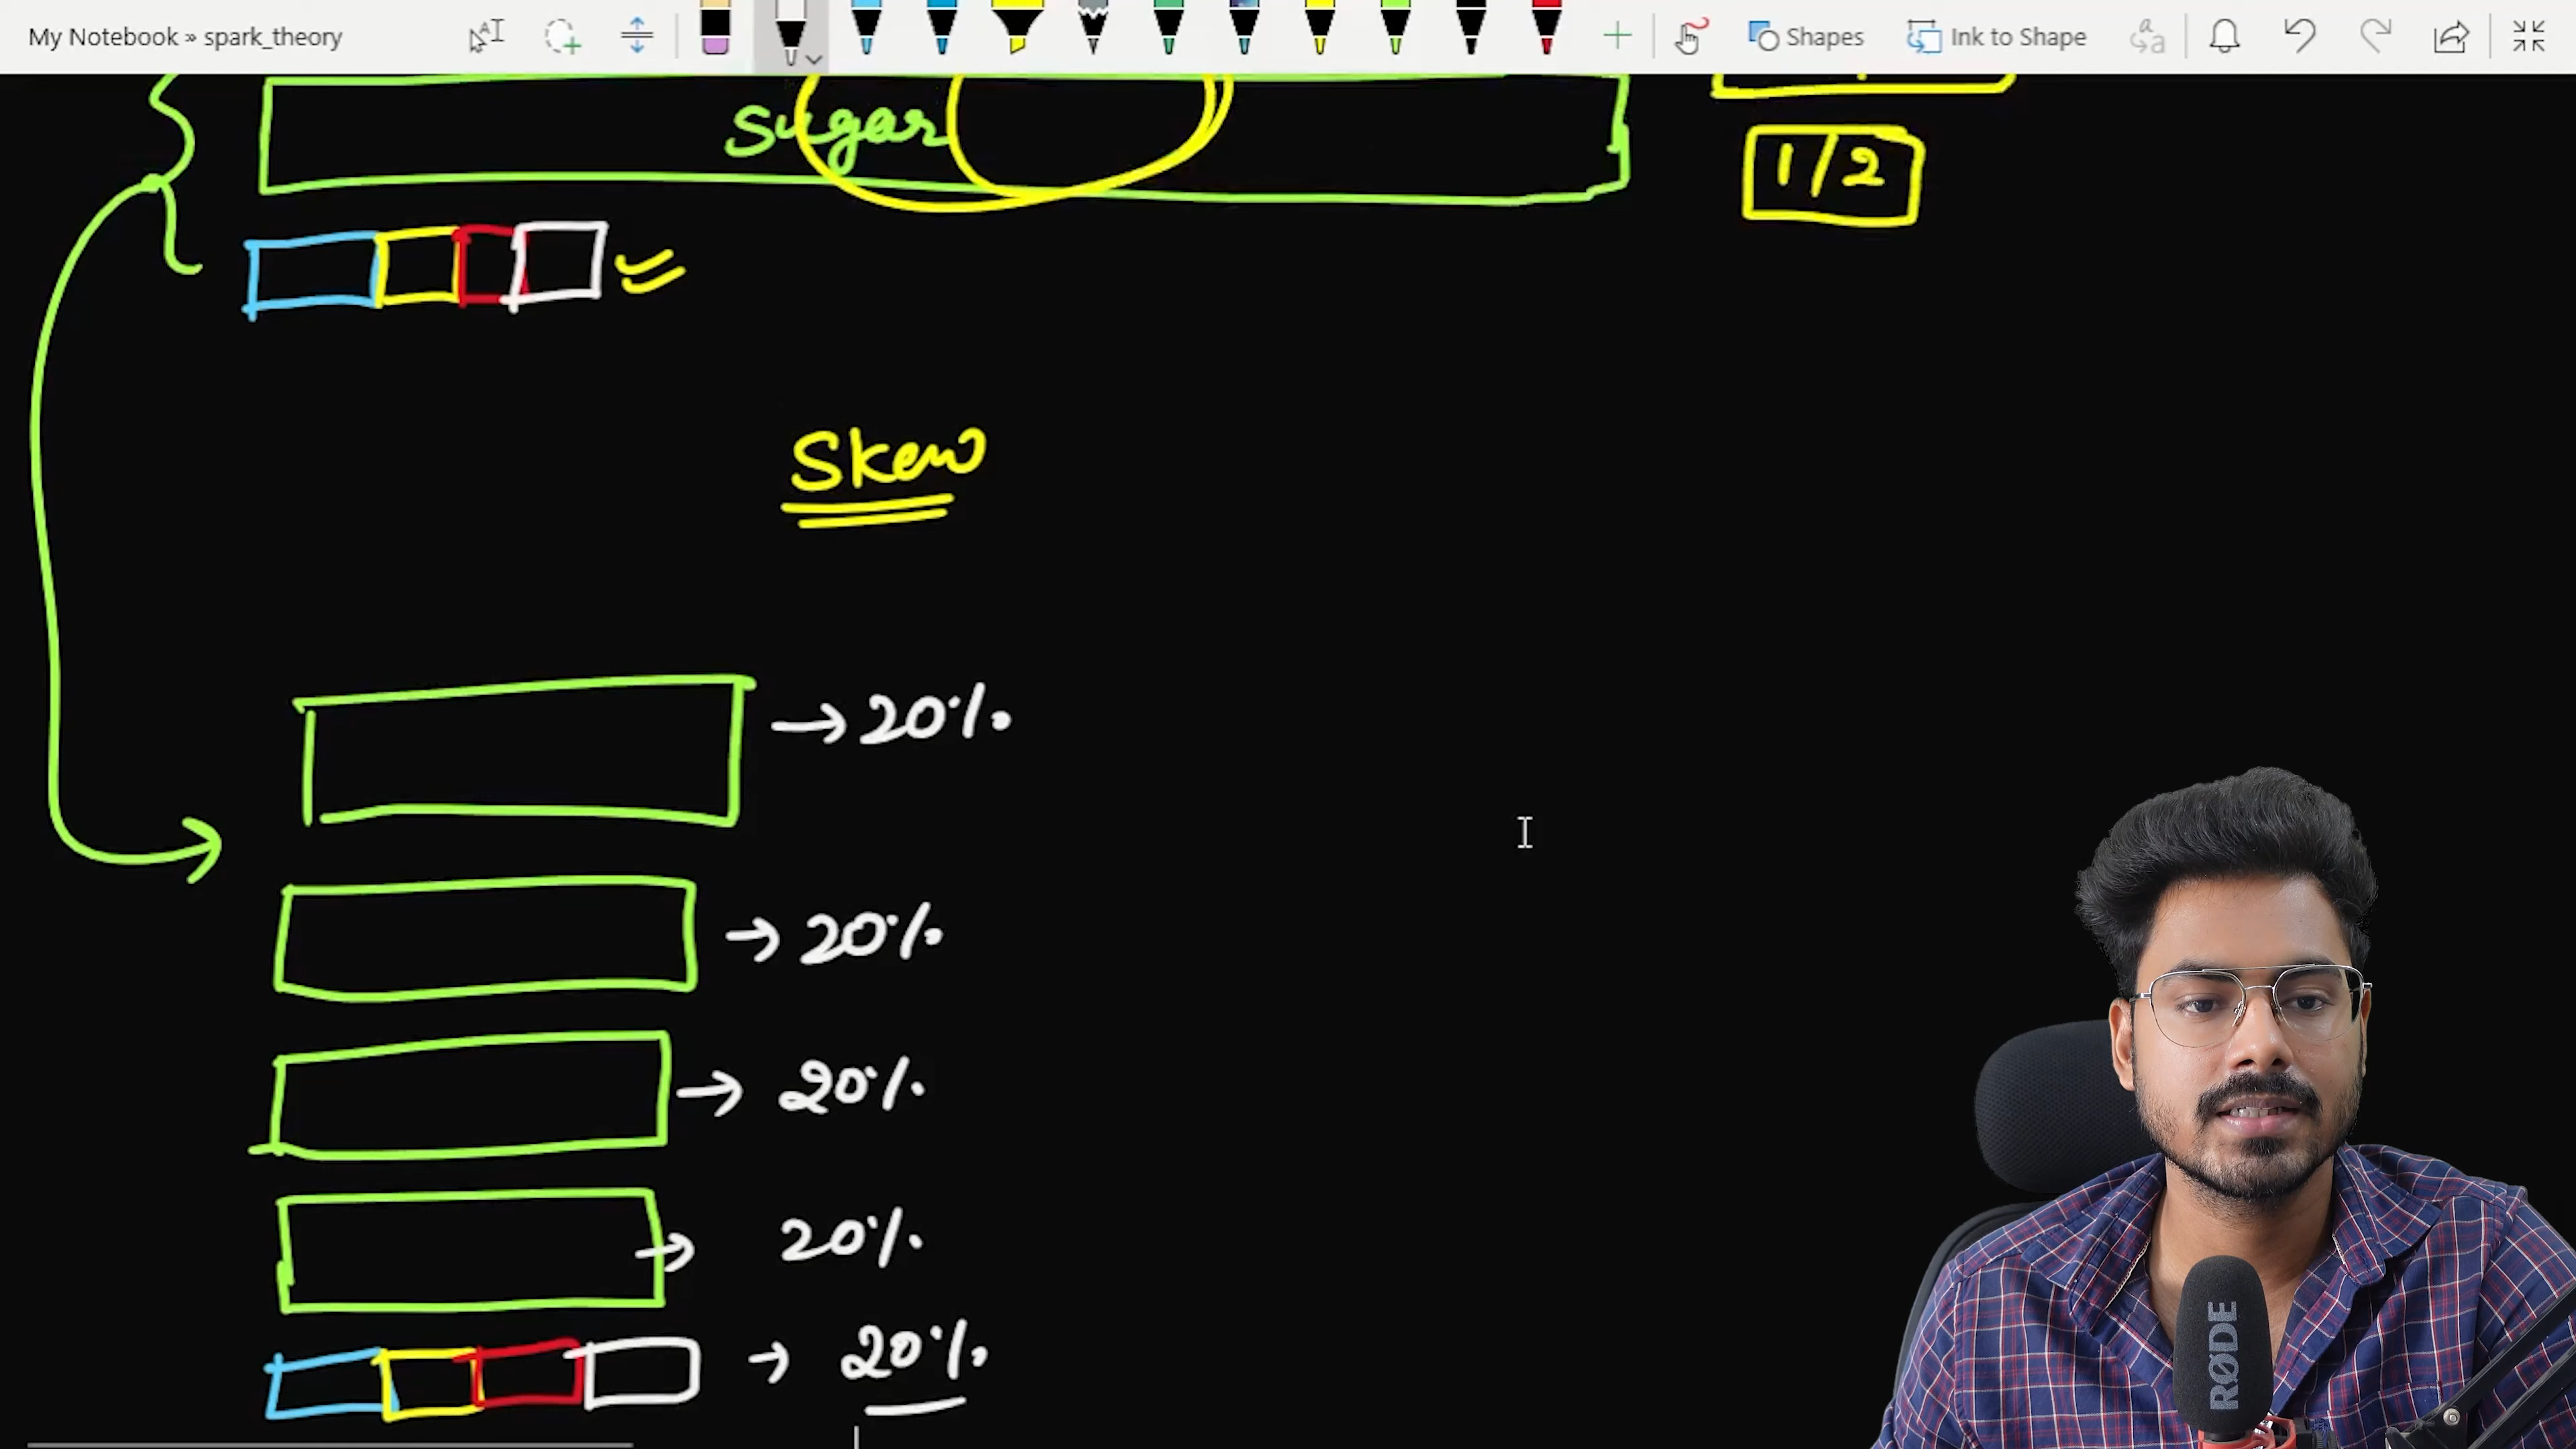 My Notebook » spark_theory
Shapes
Ink to Shape
sugar
1/2
Skew
→ 20%
→ 20%
→ 20%
→ 20%
→ 20%
RØDE